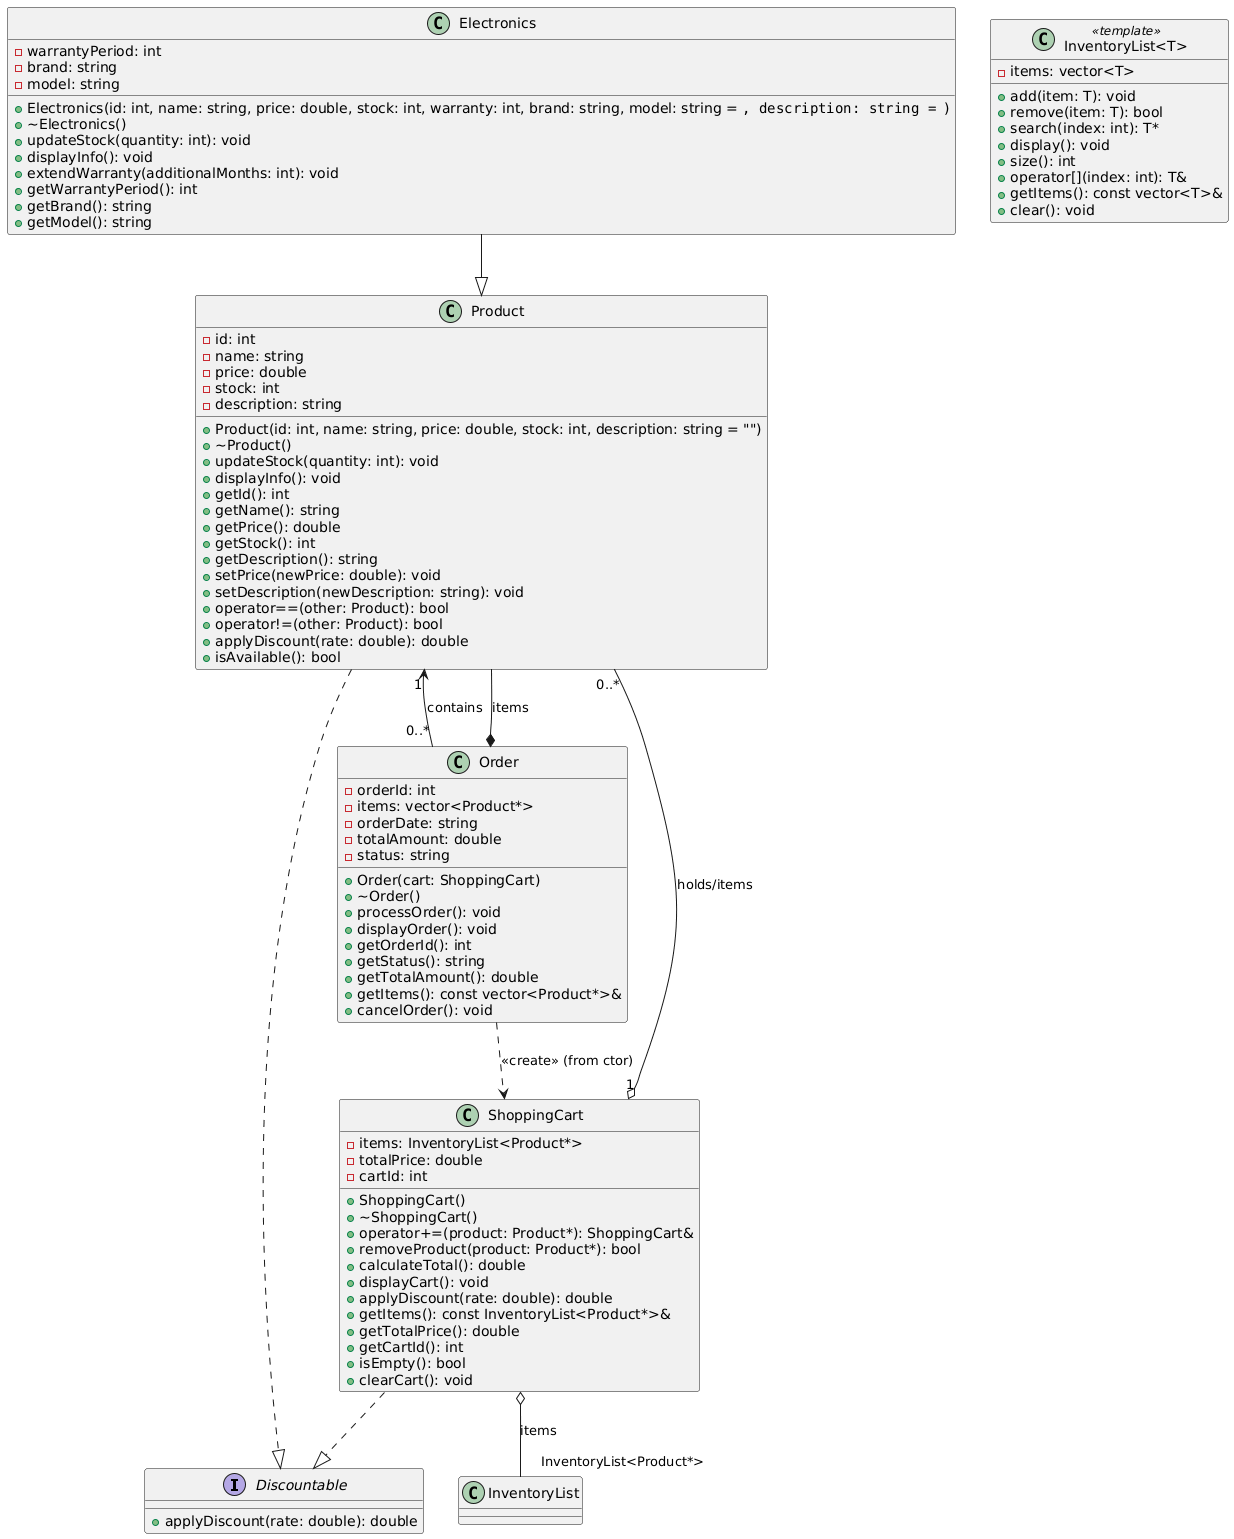 C Electronics
warrantyPeriod: int
brand: string
model: string
Electronics(id: int, name: string, price: double, stock: int, warranty: int, brand: string, model: string = , description: string = )
~Electronics()
updateStock(quantity: int): void
displayInfo(): void
extendWarranty(additionalMonths: int): void
getWarrantyPeriod(): int
getBrand(): string
getModel(): string
«template»
C InventoryList<T>
items: vector<T>
add(item: T): void
remove(item: T): bool
search(index: int): T*
display(): void
size(): int
operator[](index: int): T&
getItems(): const vector<T>&
clear(): void
C Product
id: int
name: string
price: double
stock: int
description: string
Product(id: int, name: string, price: double, stock: int, description: string = "")
~Product()
updateStock(quantity: int): void
displayInfo(): void
getId(): int
getName(): string
getPrice(): double
getStock(): int
getDescription(): string
setPrice(newPrice: double): void
setDescription(newDescription: string): void
operator==(other: Product): bool
operator!=(other: Product): bool
applyDiscount(rate: double): double
isAvailable(): bool
1
0..*
contains
items
0..*
C Order
orderId: int
items: vector<Product*>
orderDate: string
totalAmount: double
status: string
Order(cart: ShoppingCart)
~Order()
processOrder(): void
displayOrder(): void
getOrderId(): int
getStatus(): string
getTotalAmount(): double
getItems(): const vector<Product*>&
cancelOrder(): void
holds/items
«create» (from ctor)
1
C ShoppingCart
items: InventoryList<Product*>
totalPrice: double
cartId: int
ShoppingCart()
~ShoppingCart()
operator+=(product: Product*): ShoppingCart&
removeProduct(product: Product*): bool
calculateTotal(): double
displayCart(): void
applyDiscount(rate: double): double
getItems(): const InventoryList<Product*>&
getTotalPrice(): double
getCartId(): int
isEmpty(): bool
clearCart(): void
items
InventoryList<Product*>
I Discountable
applyDiscount(rate: double): double
C InventoryList